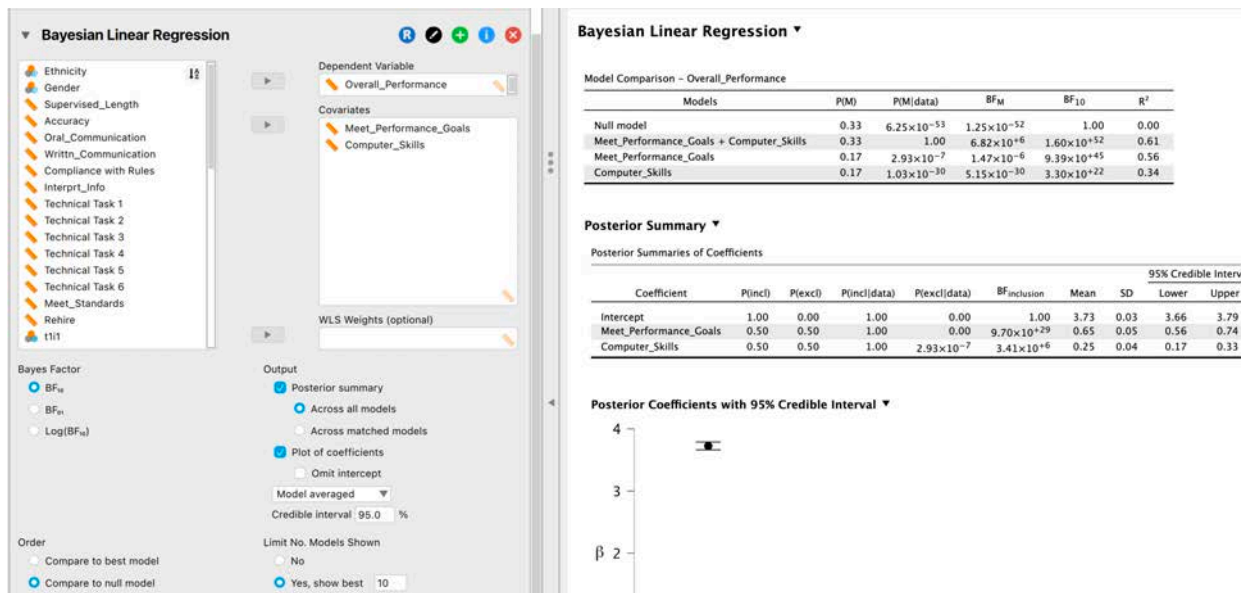 Bayesian Linear Regression
Ethnicity
Gender
Supervised_Length
Accuracy
Oral_Communication
Writtn_Communication
Compliance with Rules
Interprt_Info
Technical Task 1
Technical Task 2
Technical Task 3
Technical Task 4
Technical Task 5
Technical Task 6
Meet_Standards
Rehire
t1i1
Dependent Variable
Overall_Performance
Covariates
Meet_Performance_Goals
Computer_Skills
WLS Weights (optional)
Bayes Factor
BF₁₀
BF₀₁
Log(BF₁₀)
Output
Posterior summary
Across all models
Across matched models
Plot of coefficients
Omit intercept
Model averaged
Credible interval 95.0 %
Order
Compare to best model
Compare to null model
Limit No. Models Shown
No
Yes, show best 10
Bayesian Linear Regression
Model Comparison – Overall_Performance
Models P(M) P(M|data) BF_M BF₁₀ R²
Null model 0.33 6.25×10⁻⁵³ 1.25×10⁻⁵² 1.00 0.00
Meet_Performance_Goals + Computer_Skills 0.33 1.00 6.82×10⁺⁶ 1.60×10⁺⁵² 0.61
Meet_Performance_Goals 0.17 2.93×10⁻⁷ 1.47×10⁻⁶ 9.39×10⁺⁴⁵ 0.56
Computer_Skills 0.17 1.03×10⁻³⁰ 5.15×10⁻³⁰ 3.30×10⁺²² 0.34
Posterior Summary
Posterior Summaries of Coefficients
95% Credible Interv
Coefficient P(incl) P(excl) P(incl|data) P(excl|data) BF_inclusion Mean SD Lower Upper
Intercept 1.00 0.00 1.00 0.00 1.00 3.73 0.03 3.66 3.79
Meet_Performance_Goals 0.50 0.50 1.00 0.00 9.70×10⁺²⁹ 0.65 0.05 0.56 0.74
Computer_Skills 0.50 0.50 1.00 2.93×10⁻⁷ 3.41×10⁺⁶ 0.25 0.04 0.17 0.33
Posterior Coefficients with 95% Credible Interval
4
3
β 2